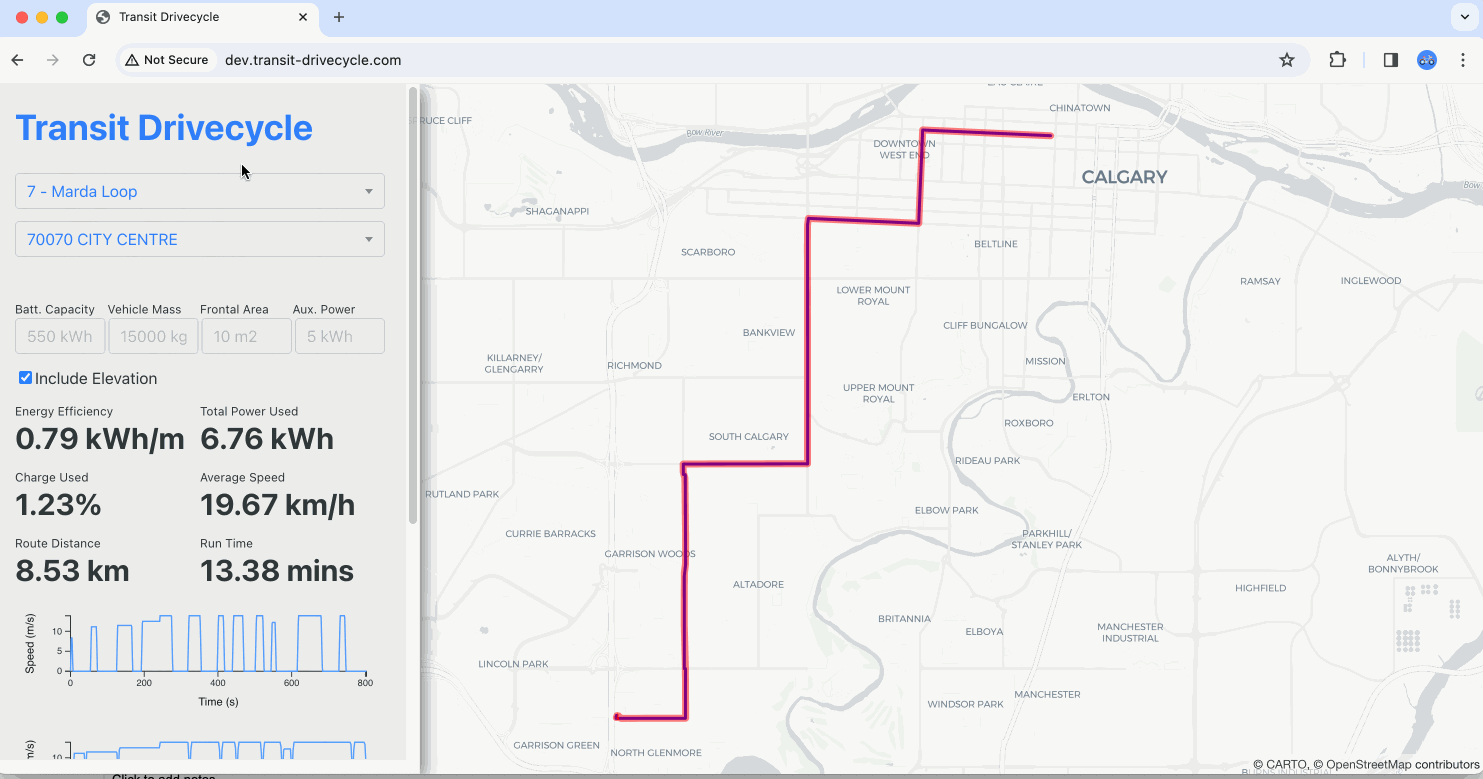 Transit Drivecycle
Not Secure
dev.transit-drivecycle.com
Transit Drivecycle
7 - Marda Loop
70070 CITY CENTRE
Batt. Capacity Vehicle Mass Frontal Area Aux. Power
550 kWh 15000 kg 10 m2 5 kWh
Include Elevation
Energy Efficiency Total Power Used
0.79 kWh/m 6.76 kWh
Charge Used Average Speed
1.23% 19.67 km/h
Route Distance Run Time
8.53 km 13.38 mins
Speed (m/s)
10
5
0
0 200 400 600 800
Time (s)
m/s)
10
Click to add notes
RUCE CLIFF
Bow River
CHINATOWN
DOWNTOWN
WEST END
CALGARY
Bow
SHAGANAPPI
SCARBORO
BELTLINE
RAMSAY
INGLEWOOD
LOWER MOUNT
ROYAL
BANKVIEW
CLIFF BUNGALOW
KILLARNEY/
GLENGARRY
RICHMOND
MISSION
UPPER MOUNT
ROYAL
ERLTON
ROXBORO
SOUTH CALGARY
RIDEAU PARK
RUTLAND PARK
ELBOW PARK
CURRIE BARRACKS
GARRISON WOODS
PARKHILL/
STANLEY PARK
ALTADORE
ALYTH/
BONNYBROOK
HIGHFIELD
BRITANNIA
ELBOYA
MANCHESTER
INDUSTRIAL
LINCOLN PARK
MANCHESTER
WINDSOR PARK
GARRISON GREEN
NORTH GLENMORE
© CARTO, © OpenStreetMap contributors